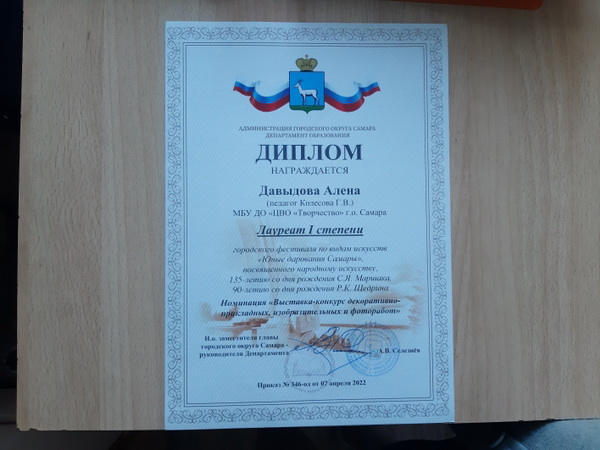 АДМИНИСТРАЦИЯ ГОРОДСКОГО ОКРУГА САМАРА
ДЕПАРТАМЕНТ ОБРАЗОВАНИЯ
ДИПЛОМ
НАГРАЖДАЕТСЯ
Давыдова Алена
(педагог Колесова Г.В.)
МБУ ДО «ЦВО «Творчество» г.о. Самара
Лауреат I степени
городского фестиваля по видам искусств
«Юные дарования Самары»,
посвященного народному искусству,
135-летию со дня рождения С.Я. Маршака,
90-летию со дня рождения Р.К. Щедрина
Номинация «Выставка-конкурс декоративно-
прикладных, изобразительных и фоторабот»
И.о. заместителя главы
городского округа Самара -
руководителя Департамента
А.В. Селезнёв
Приказ № 346-од от 07 апреля 2022